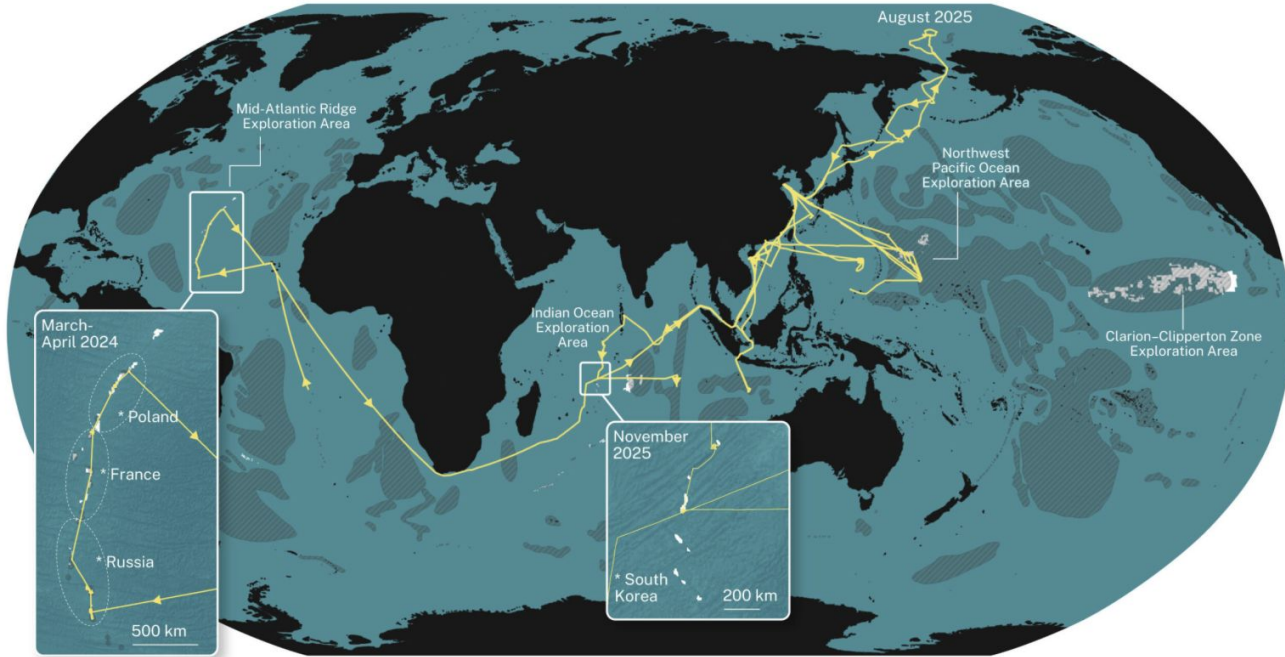 August 2025
Mid-Atlantic Ridge
Exploration Area
Northwest
Pacific Ocean
Exploration Area
Indian Ocean
Exploration
Area
Clarion–Clipperton Zone
Exploration Area
March-
April 2024
* Poland
* France
* Russia
500 km
November
2025
* South
Korea
200 km